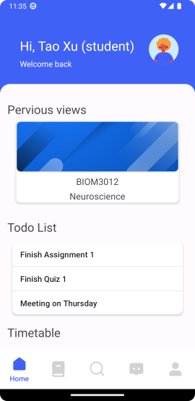 11:35
Hi, Tao Xu (student)
Welcome back
Pervious views
BIOM3012
Neuroscience
Todo List
Finish Assignment 1
Finish Quiz 1
Meeting on Thursday
Timetable
Home